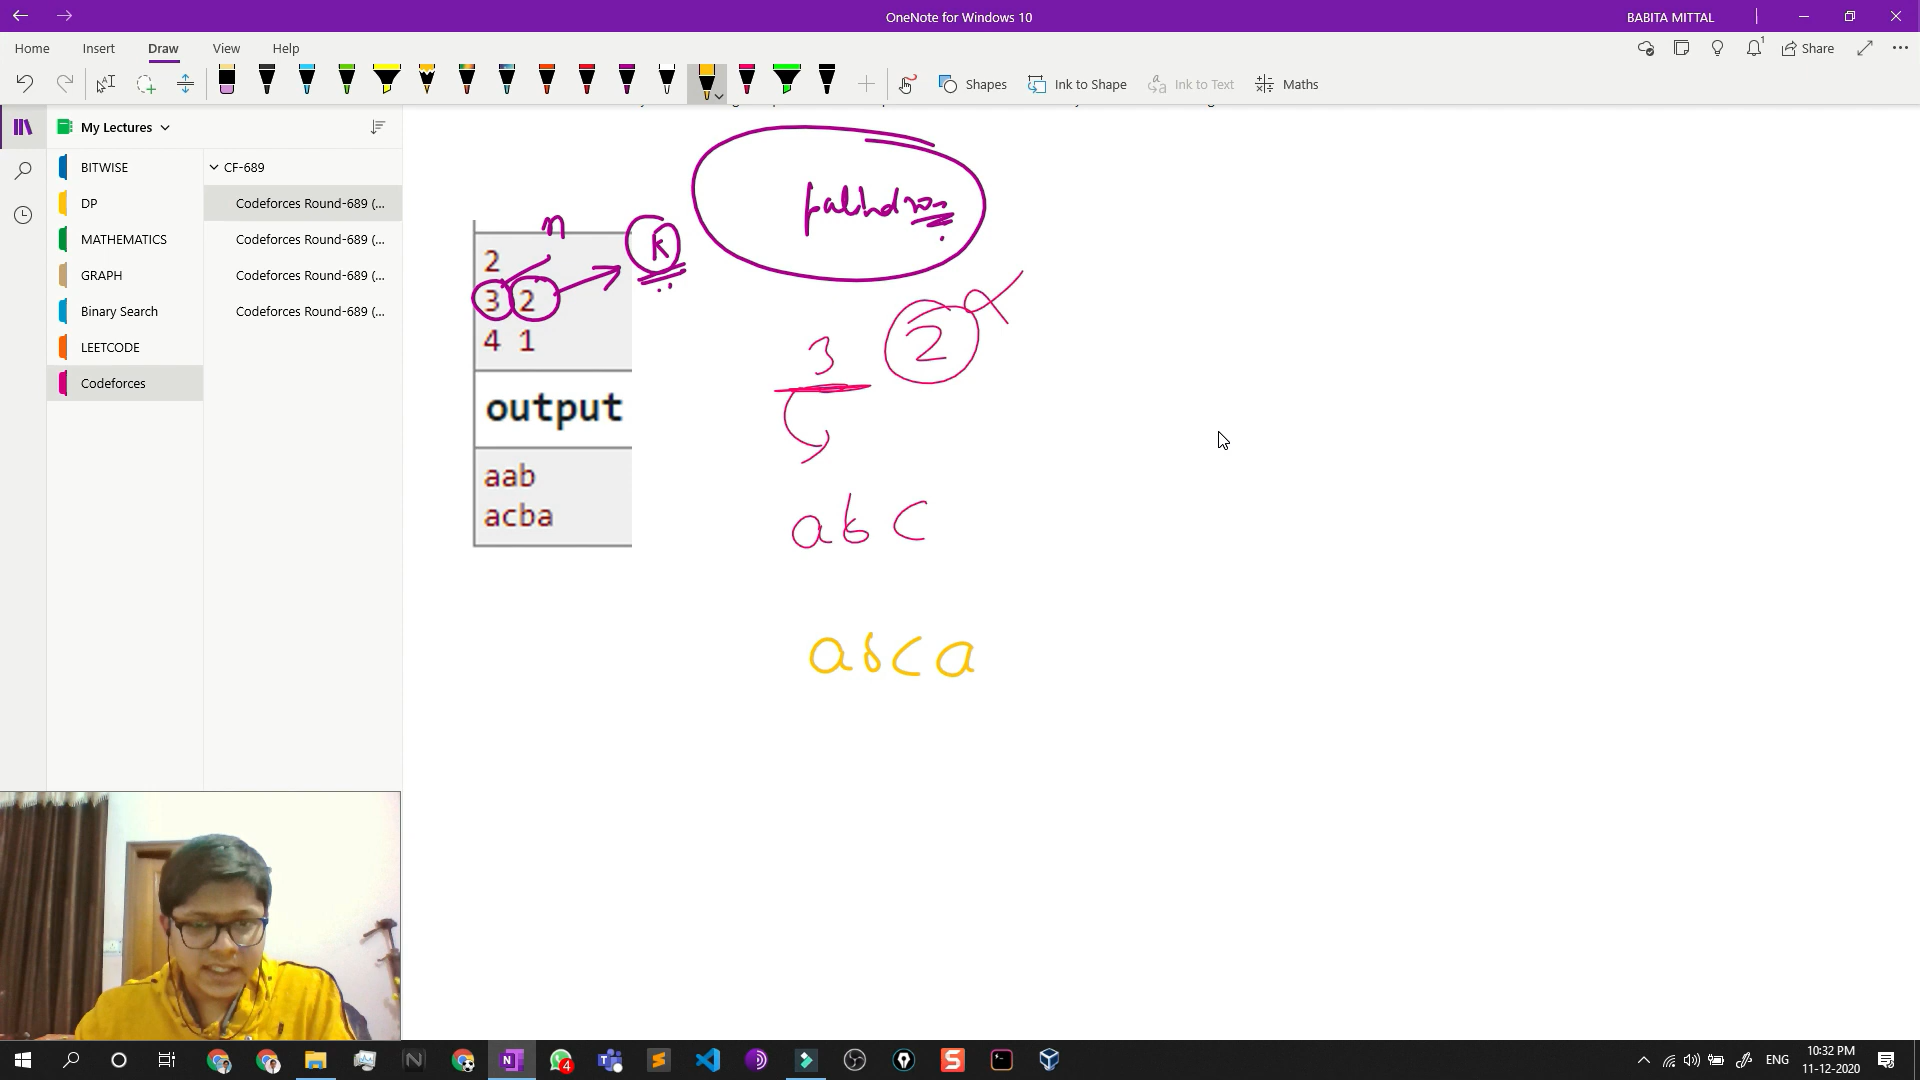 OneNote for Windows 10
BABITA MITTAL
Home Insert Draw View Help
1 Share
Shapes Ink to Shape Ink to Text Maths
My Lectures
BITWISE
DP
MATHEMATICS
GRAPH
Binary Search
LEETCODE
Codeforces
CF-689
Codeforces Round-689 (...
Codeforces Round-689 (...
Codeforces Round-689 (...
Codeforces Round-689 (...
n
K
2
3 2
4 1
output
aab
acba
3 2
a b c
a b c a
4
ENG
10:32 PM
11-12-2020